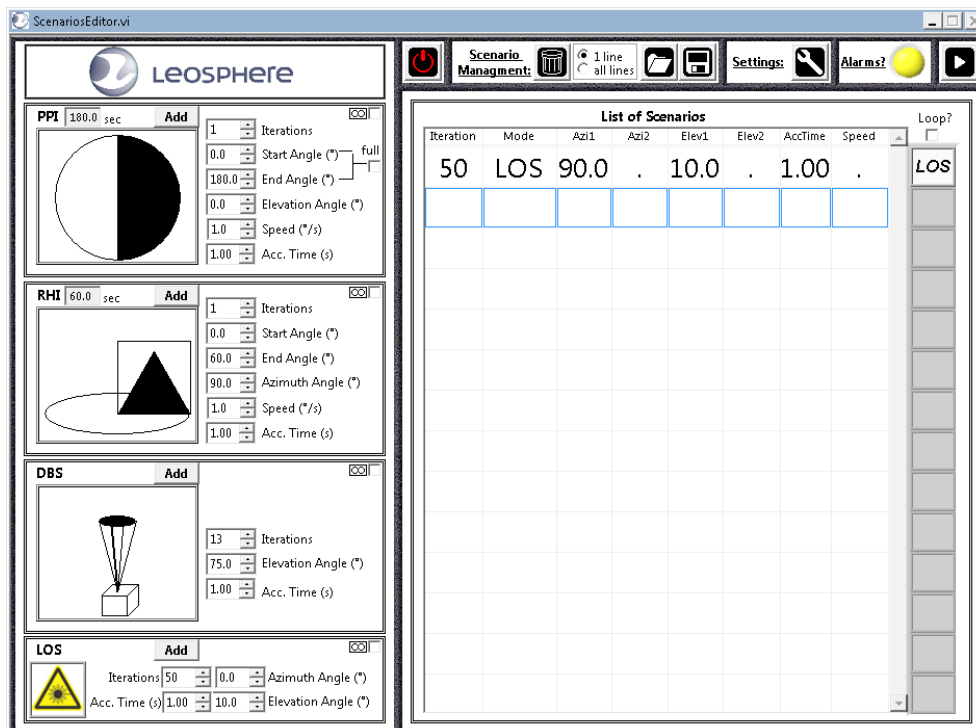 ScenariosEditor.vi
LEOSPHERE
Scenario Managment:
1 line
all lines
Settings:
Alarms?
PPI 180.0 sec Add
1 Iterations
0.0 Start Angle (°)
full
180.0 End Angle (°)
0.0 Elevation Angle (°)
1.0 Speed (°/s)
1.00 Acc. Time (s)
RHI 60.0 sec Add
1 Iterations
0.0 Start Angle (°)
60.0 End Angle (°)
90.0 Azimuth Angle (°)
1.0 Speed (°/s)
1.00 Acc. Time (s)
DBS Add
13 Iterations
75.0 Elevation Angle (°)
1.00 Acc. Time (s)
LOS Add
Iterations 50 0.0 Azimuth Angle (°)
Acc. Time (s) 1.00 10.0 Elevation Angle (°)
List of Scenarios
Loop?
Iteration Mode Azi1 Azi2 Elev1 Elev2 AccTime Speed
50 LOS 90.0 . 10.0 . 1.00 .
LOS